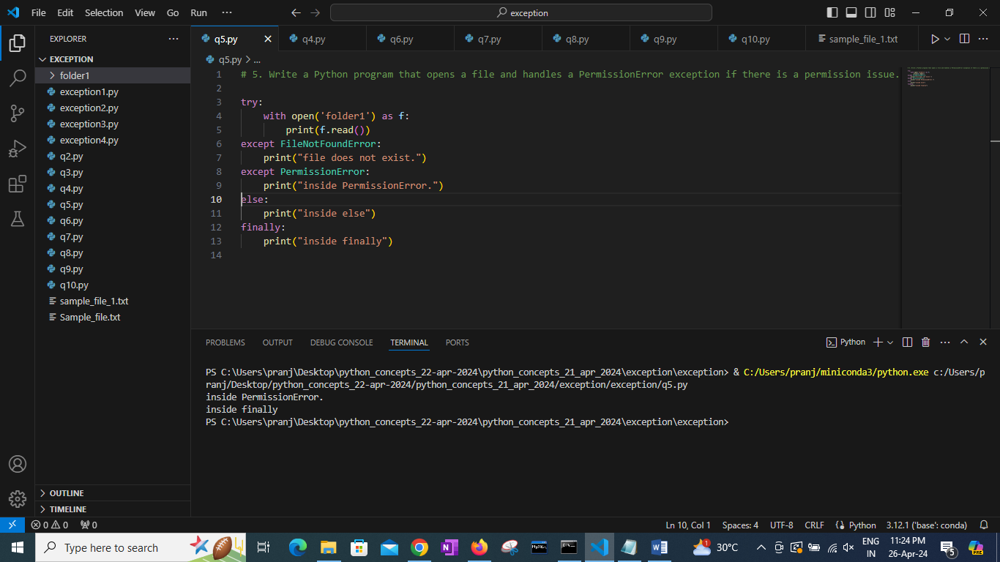 File Edit Selection View Go Run ··· exception
EXPLORER ···
EXCEPTION
folder1
exception1.py
exception2.py
exception3.py
exception4.py
q2.py
q3.py
q4.py
q5.py
q6.py
q7.py
q8.py
q9.py
q10.py
sample_file_1.txt
Sample_file.txt
OUTLINE
TIMELINE
q5.py q4.py q6.py q7.py q8.py q9.py q10.py sample_file_1.txt ···
q5.py > ...
1 # 5. Write a Python program that opens a file and handles a PermissionError exception if there is a permission issue.
2
3 try:
4 with open('folder1') as f:
5 print(f.read())
6 except FileNotFoundError:
7 print("file does not exist.")
8 except PermissionError:
9 print("inside PermissionError.")
10 else:
11 print("inside else")
12 finally:
13 print("inside finally")
14
PROBLEMS OUTPUT DEBUG CONSOLE TERMINAL PORTS Python ···
PS C:\Users\pranj\Desktop\python_concepts_22-apr-2024\python_concepts_21_apr_2024\exception\exception> & C:/Users/pranj/miniconda3/python.exe c:/Users/p
ranj/Desktop/python_concepts_22-apr-2024/python_concepts_21_apr_2024/exception/exception/q5.py
inside PermissionError.
inside finally
PS C:\Users\pranj\Desktop\python_concepts_22-apr-2024\python_concepts_21_apr_2024\exception\exception>
0 0 0 Ln 10, Col 1 Spaces: 4 UTF-8 CRLF Python 3.12.1 ('base': conda)
Type here to search 1 30°C ENG 11:24 PM
IN 26-Apr-24 5 PRE